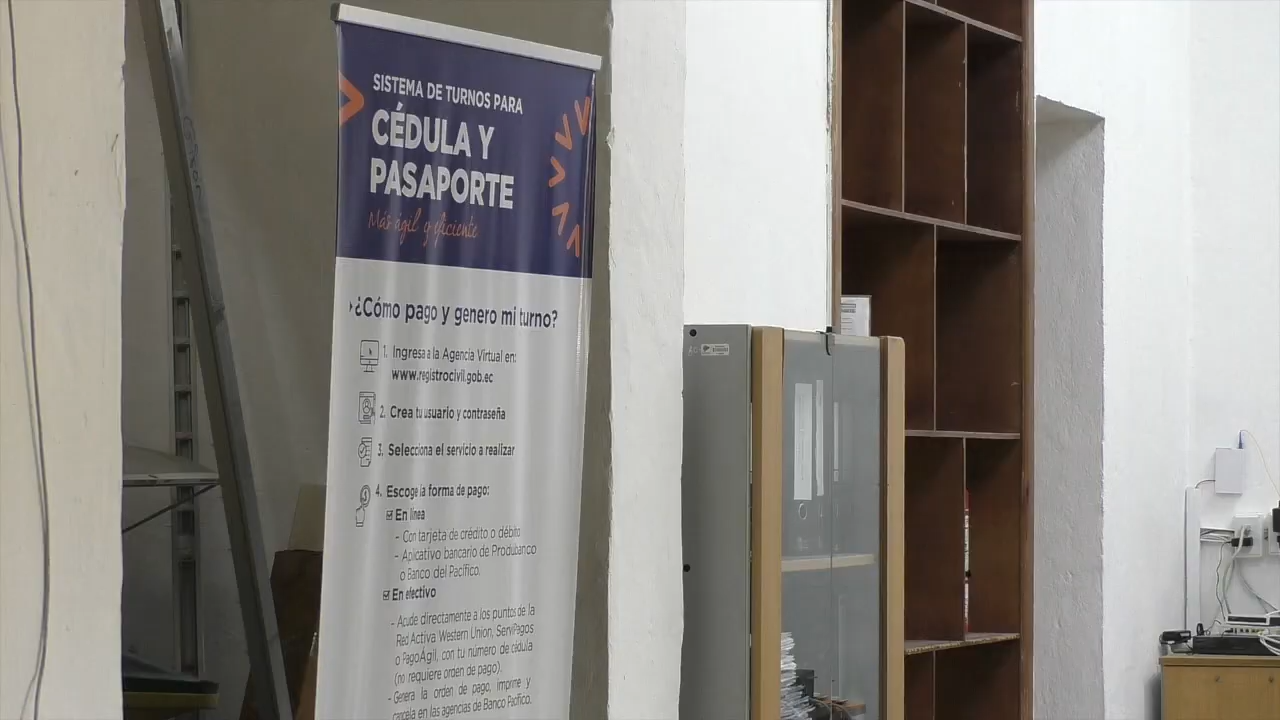 SISTEMA DE TURNOS PARA
CÉDULA Y
PASAPORTE
Más ágil y eficiente
¿Cómo pago y genero mi turno?
1. Ingresa a la Agencia Virtual en:
www.registrocivil.gob.ec
2. Crea tu usuario y contraseña
3. Selecciona el servicio a realizar
4. Escoge la forma de pago:
En línea
- Con tarjeta de crédito o débito
- Aplicativo bancario de Produbanco
o Banco del Pacífico.
En efectivo
- Acude directamente a los puntos de la
Red Activa Western Union, ServiPagos
o PagoÁgil, con tu número de cédula
(no requiere orden de pago).
- Genera la orden de pago, imprime y
cancela en las agencias de Banco Pacífico.